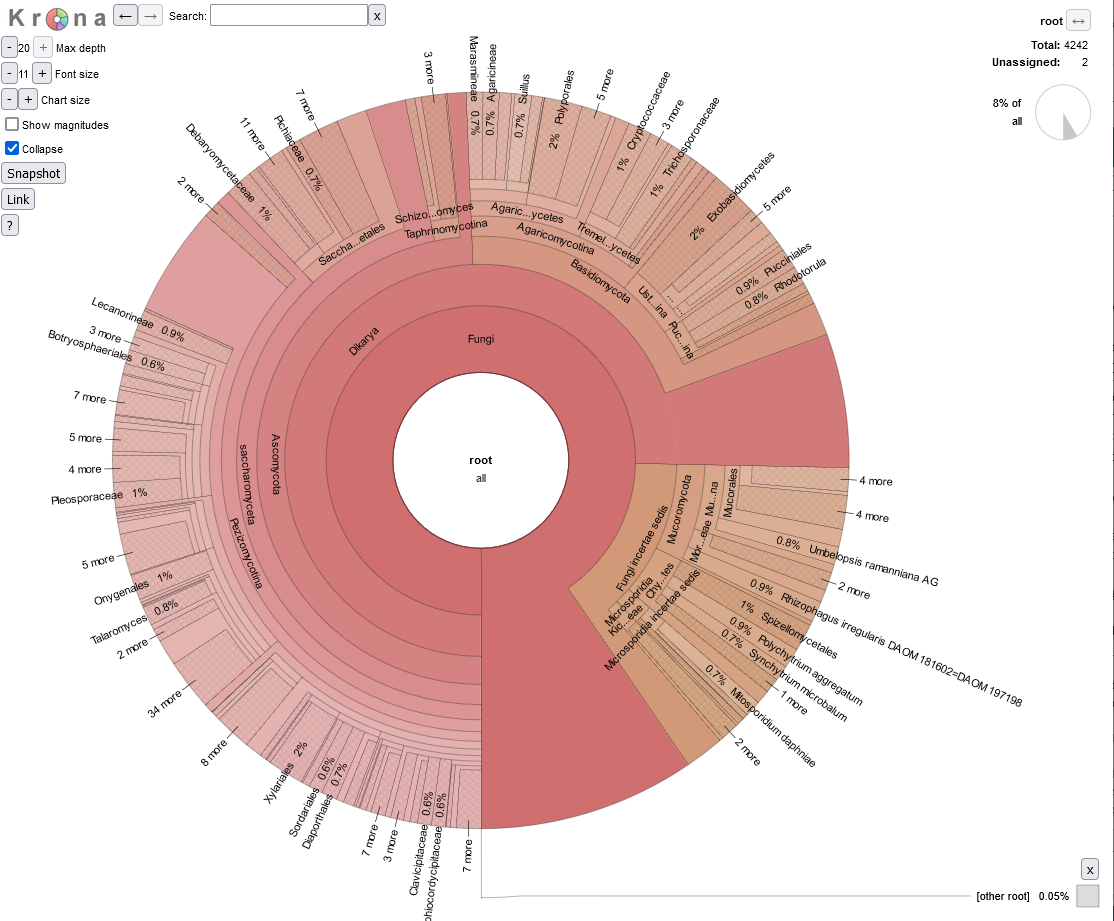 Krona
←
→
Search:
x
- 20 + Max depth
- 11 + Font size
- + Chart size
Show magnitudes
Collapse
Snapshot
Link
?
root ↔
Total: 4242
Unassigned: 2
8% of
all
root
all
Fungi
Dikarya
Ascomycota
saccharomyceta
Pezizomycotina
Saccha...etales
Schizo...omyces
Taphrinomycotina
Basidiomycota
Agaricomycotina
Agaric...ycetes
Tremel...ycetes
Ust...ina
...
...
Puc...ina
2 more
Debaryomycetaceae 1%
11 more
Pichiaceae 0.7%
7 more
3 more
Marasmiineae 0.7%
Agaricineae 0.7%
Suillus 0.7%
Polyporales 2%
5 more
Cryptococcaceae 1%
3 more
Trichosporonaceae 1%
Exobasidiomycetes 2%
5 more
Pucciniales 0.9%
Rhodotorula 0.8%
Fungi incertae sedis
Mucoromycota
Mu...na
Mucorales
Mor...eae
Chy...tes
Microsporidia
Kic...eae
Microsporidia incertae sedis
4 more
4 more
0.8% Umbelopsis ramanniana AG
2 more
0.9% Rhizophagus irregularis DAOM 181602=DAOM 197198
1% Spizellomycetales
0.9% Polychytrium aggregatum
0.7% Synchytrium microbalum
1 more
0.7% Mitosporidium daphniae
2 more
Lecanorineae 0.9%
3 more
Botryosphaeriales 0.6%
7 more
5 more
4 more
Pleosporaceae 1%
5 more
Onygenales 1%
Talaromyces 0.8%
2 more
34 more
8 more
Xylariales 2%
Sordariales 0.6%
Diaporthales 0.7%
7 more
3 more
Clavicipitaceae 0.6%
phiocordycipitaceae 0.6%
7 more
x
[other root] 0.05%